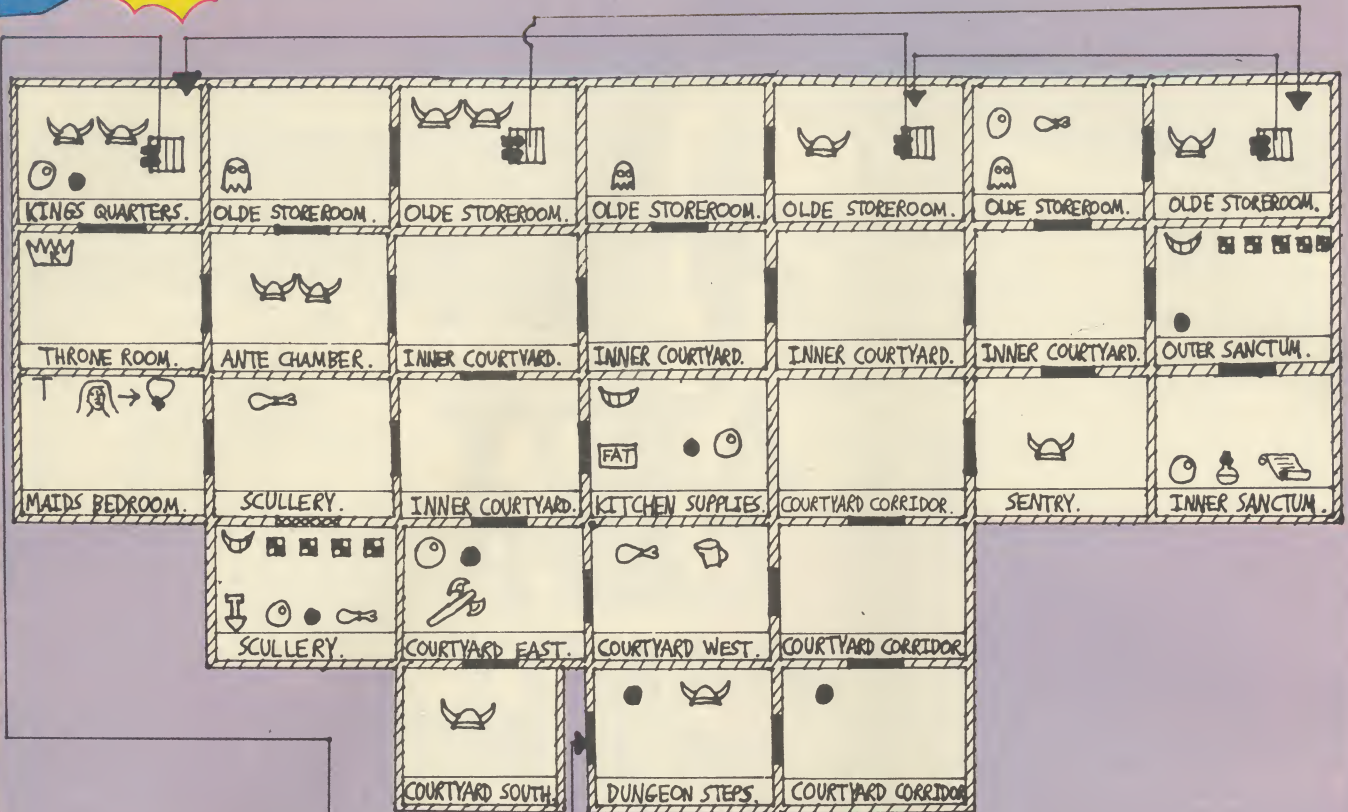 KINGS QUARTERS. OLDE STOREROOM. OLDE STOREROOM. OLDE STOREROOM. OLDE STOREROOM. OLDE STOREROOM. OLDE STOREROOM.
R
THRONE ROOM. ANTE CHAMBER. INNER COURTYARD. INNER COURTYARD. INNER COURTYARD. INNER COURTYARD. OUTER SANCTUM.
T
FAT
MAIDS BEDROOM. SCULLERY. INNER COURTYARD. KITCHEN SUPPLIES. COURTYARD CORRIDOR. SENTRY. INNER SANCTUM.
SCULLERY. COURTYARD EAST. COURTYARD WEST. COURTYARD CORRIDOR
COURTYARD SOUTH. DUNGEON STEPS. COURTYARD CORRIDOR